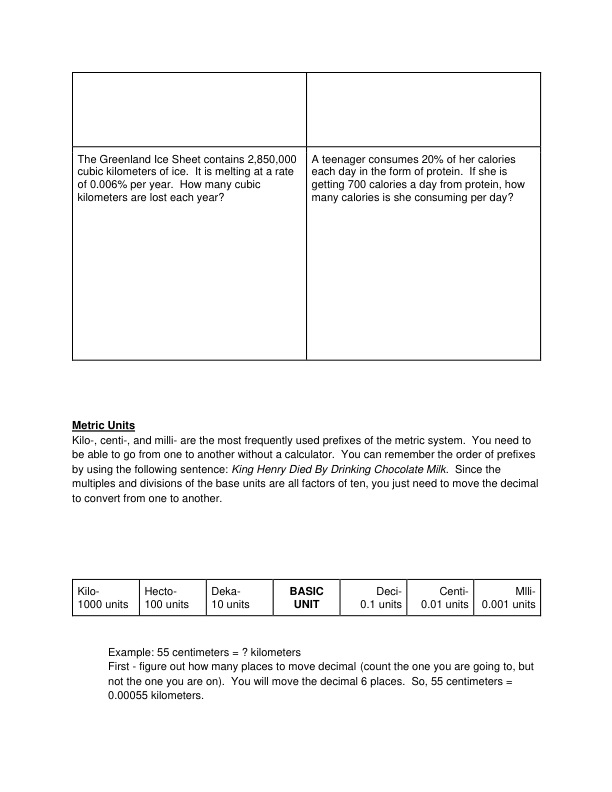 The Greenland Ice Sheet contains 2,850,000
cubic kilometers of ice.  It is melting at a rate
of 0.006% per year.  How many cubic
kilometers are lost each year?
A teenager consumes 20% of her calories
each day in the form of protein.  If she is
getting 700 calories a day from protein, how
many calories is she consuming per day?
Metric Units
Kilo-, centi-, and milli- are the most frequently used prefixes of the metric system.  You need to
be able to go from one to another without a calculator.  You can remember the order of prefixes
by using the following sentence: King Henry Died By Drinking Chocolate Milk.  Since the
multiples and divisions of the base units are all factors of ten, you just need to move the decimal
to convert from one to another.
Kilo-
1000 units
Hecto-
100 units
Deka-
10 units
BASIC
UNIT
Deci-
0.1 units
Centi-
0.01 units
Mlli-
0.001 units
Example: 55 centimeters = ? kilometers
First - figure out how many places to move decimal (count the one you are going to, but
not the one you are on).  You will move the decimal 6 places.  So, 55 centimeters =
0.00055 kilometers.